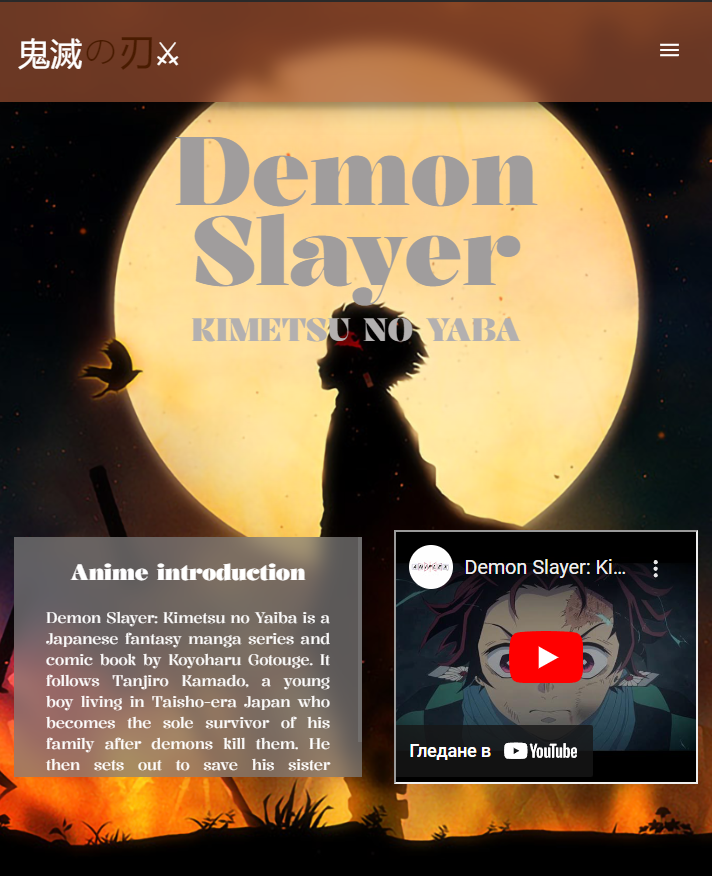 鬼滅の刃
Demon
Slayer
KIMETSU NO YABA
Anime introduction
Demon Slayer: Kimetsu no Yaiba is a
Japanese fantasy manga series and
comic book by Koyoharu Gotouge. It
follows Tanjiro Kamado, a young
boy living in Taisho-era Japan who
becomes the sole survivor of his
family after demons kill them. He
then sets out to save his sister
Demon Slayer: Ki...
Гледане в YouTube